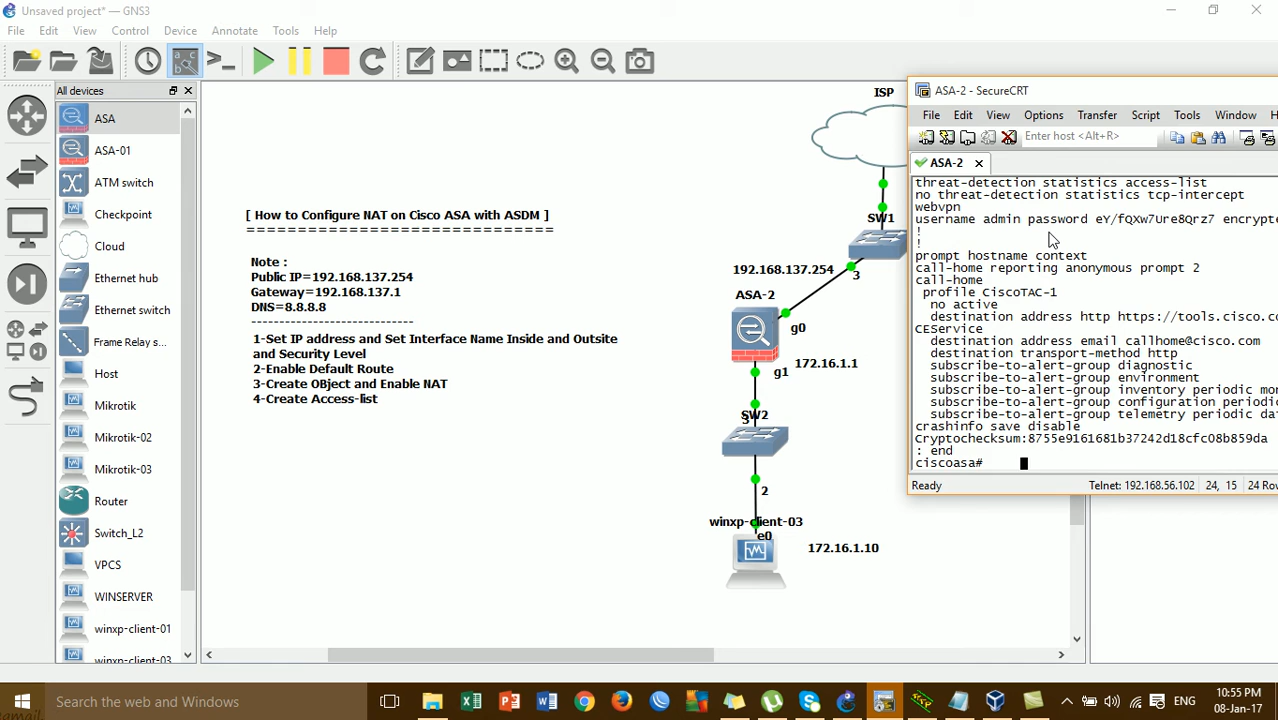 Unsaved project* — GNS3
File Edit View Control Device Annotate Tools Help
All devices
ASA
ASA-01
ATM switch
Checkpoint
Cloud
Ethernet hub
Ethernet switch
Frame Relay s...
Host
Mikrotik
Mikrotik-02
Mikrotik-03
Router
Switch_L2
VPCS
WINSERVER
winxp-client-01
winxp-client-03
[ How to Configure NAT on Cisco ASA with ASDM ]
==================================
Note :
Public IP=192.168.137.254
Gateway=192.168.137.1
DNS=8.8.8.8
---------------------------
1-Set IP address and Set Interface Name Inside and Outsite
and Security Level
2-Enable Default Route
3-Create OBject and Enable NAT
4-Create Access-list
ISP
SW1
192.168.137.254
3
ASA-2
g0
172.16.1.1
g1
SW2
3
2
winxp-client-03
e0
172.16.1.10
ASA-2 - SecureCRT
File Edit View Options Transfer Script Tools Window
Enter host <Alt+R>
ASA-2
threat-detection statistics access-list
no threat-detection statistics tcp-intercept
webvpn
username admin password eY/fQXw7Ure8Qrz7 encrypte
!
!
prompt hostname context
call-home reporting anonymous prompt 2
call-home
profile CiscoTAC-1
no active
destination address http https://tools.cisco.co
CEService
destination address email callhome@cisco.com
destination transport-method http
subscribe-to-alert-group diagnostic
subscribe-to-alert-group environment
subscribe-to-alert-group inventory periodic mon
subscribe-to-alert-group configuration periodic
subscribe-to-alert-group telemetry periodic da
crashinfo save disable
Cryptochecksum:8755e9161681b37242d18cfc08b859da
: end
ciscoasa#
Ready Telnet: 192.168.56.102 24, 15 24 Row
Search the web and Windows
ENG
10:55 PM
08-Jan-17